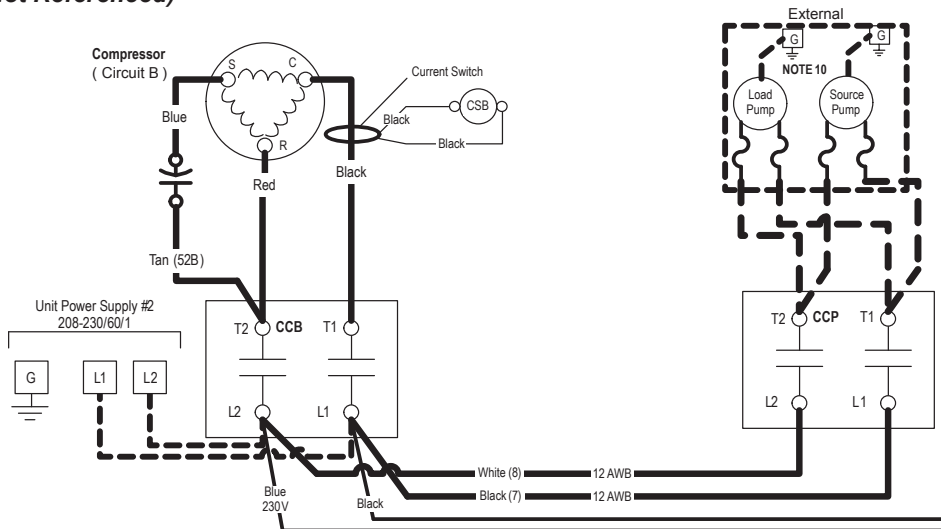 External
Compressor
( Circuit B )
S
C
R
Current Switch
CSB
Black
Black
Blue
Red
Black
Tan (52B)
G
G
NOTE 10
Load
Pump
Source
Pump
Unit Power Supply #2
208-230/60/1
G
L1
L2
T2
CCB
T1
L2
L1
T2
CCP
T1
L2
L1
White (8)
12 AWB
Black (7)
12 AWB
Blue
230V
Black